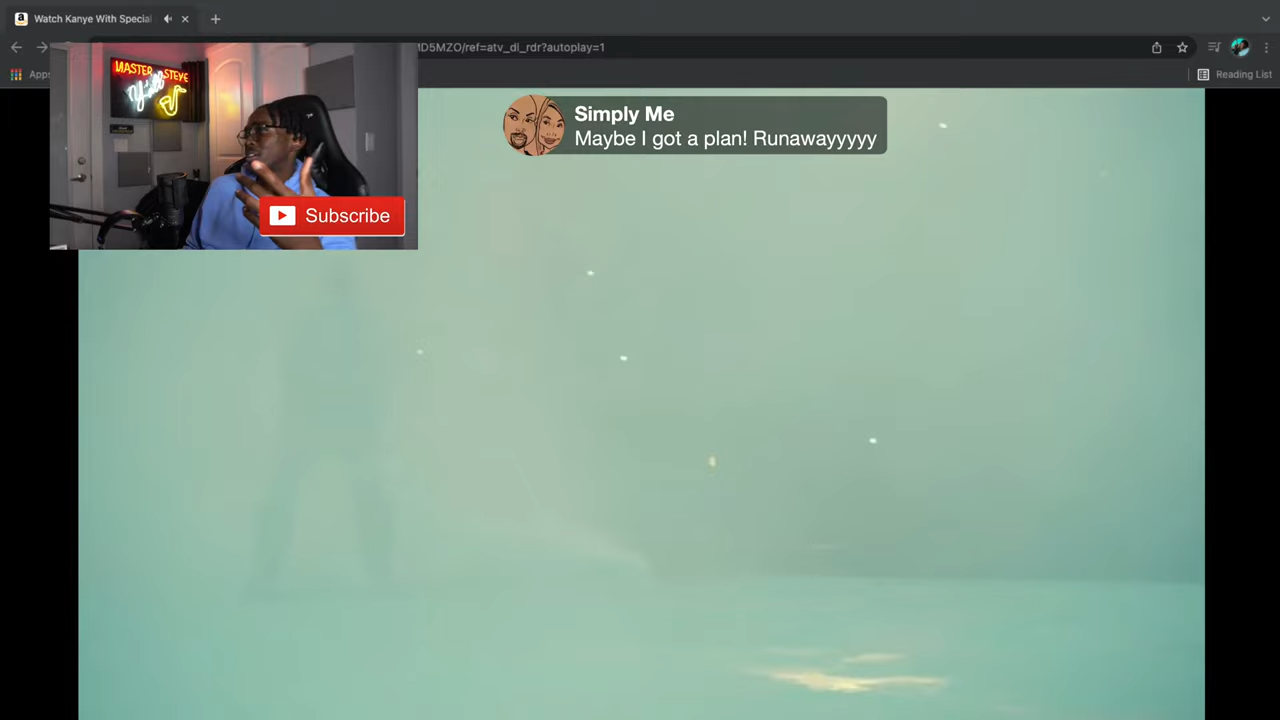 Watch Kanye With Special
MD5MZO/ref=atv_dl_rdr?autoplay=1
Apps
Reading List
MASTER STEVE
Y'all
Subscribe
Simply Me
Maybe I got a plan! Runawayyyyy